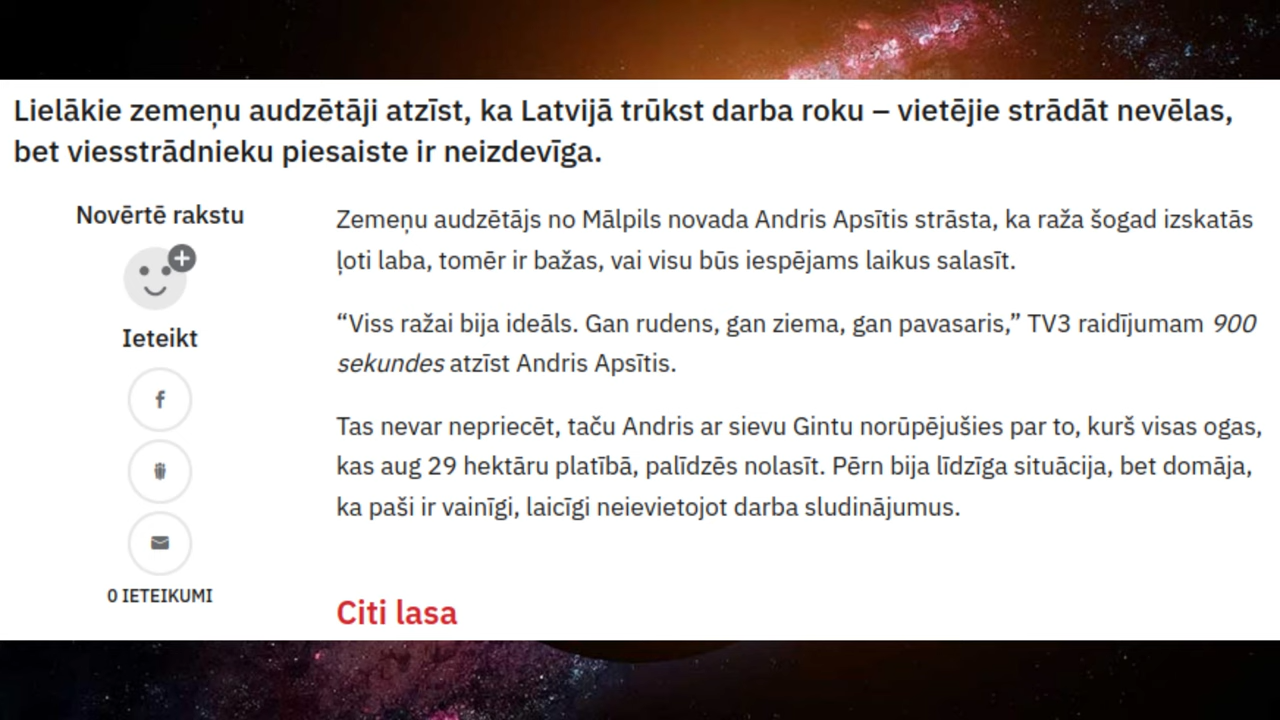 Lielākie zemeņu audzētāji atzīst, ka Latvijā trūkst darba roku – vietējie strādāt nevēlas,
bet viesstrādnieku piesaiste ir neizdevīga.
Novērtē rakstu
Ieteikt
0 IETEIKUMI
Zemeņu audzētājs no Mālpils novada Andris Apsītis strāsta, ka raža šogad izskatās
ļoti laba, tomēr ir bažas, vai visu būs iespējams laikus salasīt.
“Viss ražai bija ideāls. Gan rudens, gan ziema, gan pavasaris,” TV3 raidījumam 900
sekundes atzīst Andris Apsītis.
Tas nevar nepriecēt, taču Andris ar sievu Gintu norūpējušies par to, kurš visas ogas,
kas aug 29 hektāru platībā, palīdzēs nolasīt. Pērn bija līdzīga situācija, bet domāja,
ka paši ir vainīgi, laicīgi neievietojot darba sludinājumus.
Citi lasa